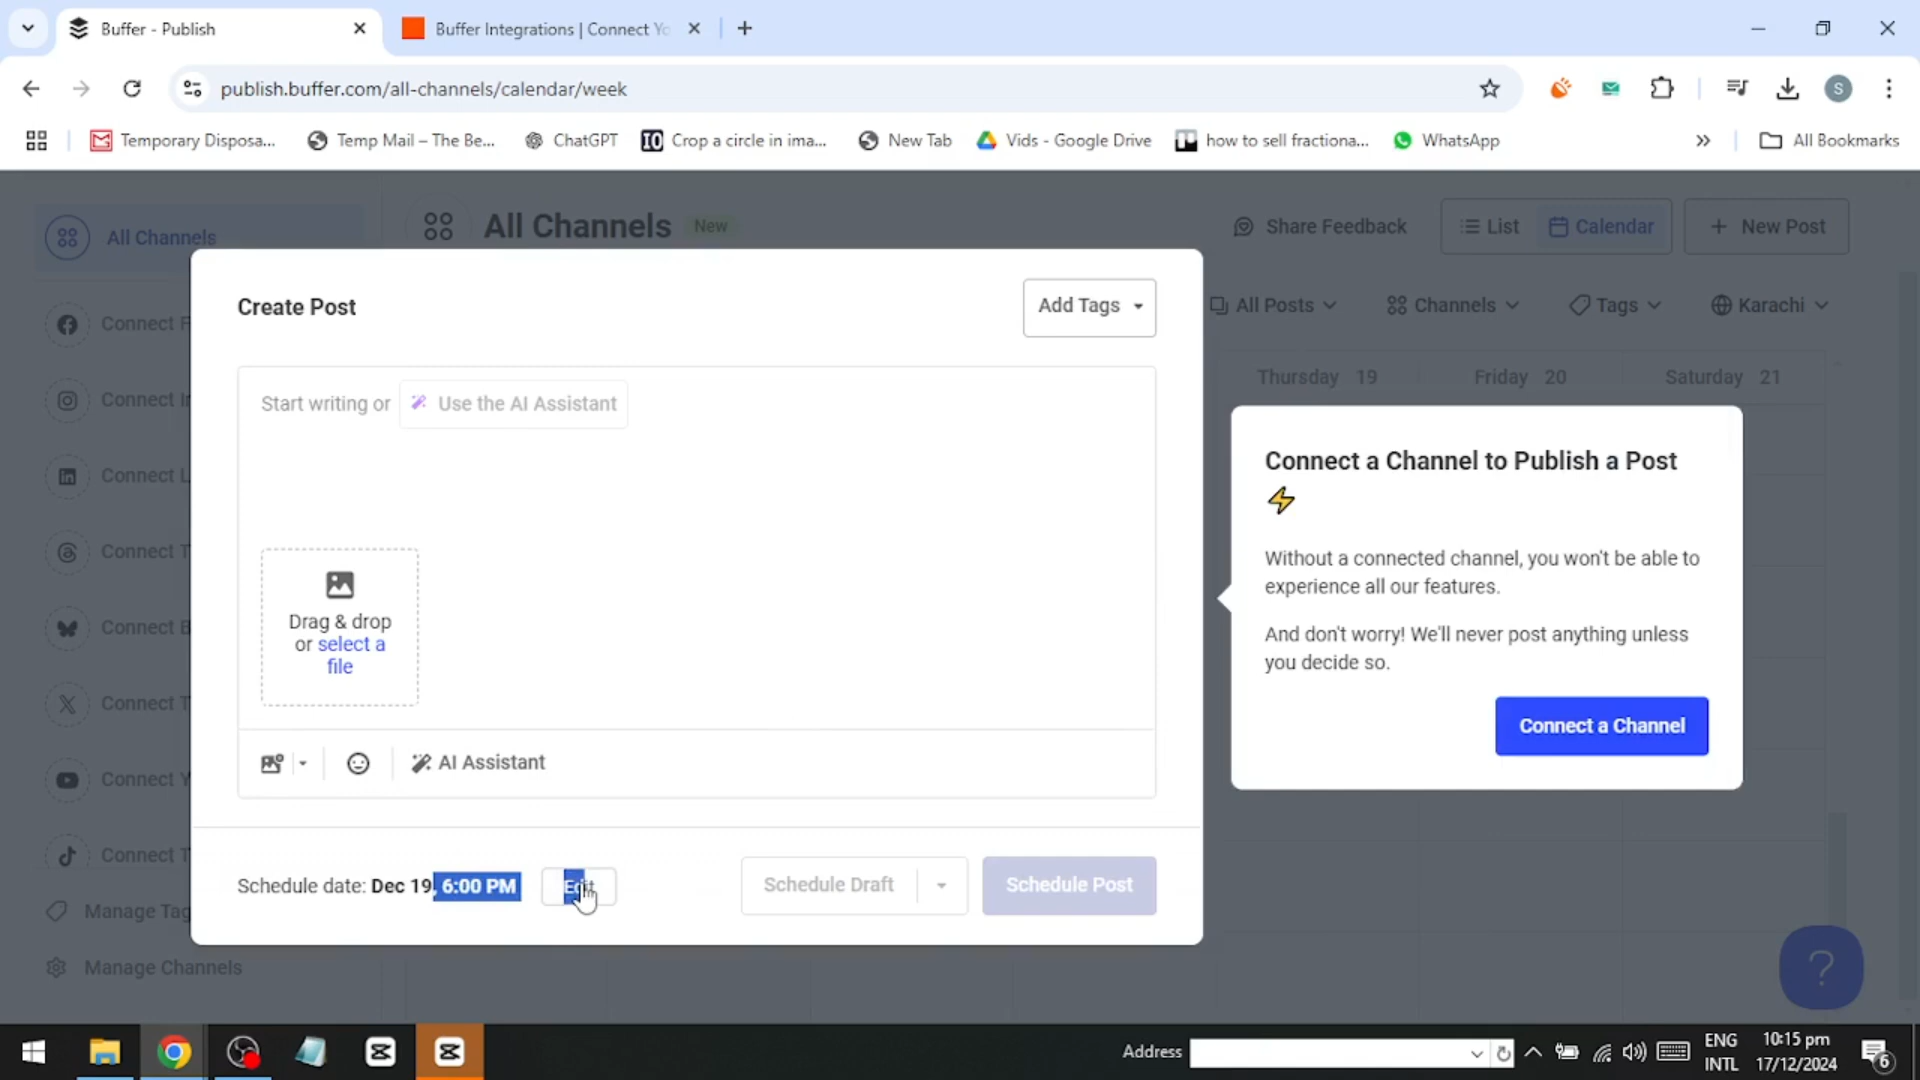 Buffer - Publish
Buffer Integrations | Connect Yo
publish.buffer.com/all-channels/calendar/week
S
Temporary Disposa...
Temp Mail – The Be...
ChatGPT
Crop a circle in ima...
New Tab
Vids - Google Drive
how to sell fractiona...
WhatsApp
»
All Bookmarks
All Channels
All Channels
New
Share Feedback
List
Calendar
+ New Post
All Posts
Channels
Tags
Karachi
Connect F
Connect I
Connect L
Connect T
Connect B
Connect T
Connect Y
Connect T
Manage Tag
Manage Channels
Thursday 19
Friday 20
Saturday 21
Create Post
Add Tags
Start writing or
Use the AI Assistant
Drag & drop
or select a
file
AI Assistant
Schedule date: Dec 19, 6:00 PM
Edit
Schedule Draft
Schedule Post
Connect a Channel to Publish a Post
⚡
Without a connected channel, you won't be able to
experience all our features.
And don't worry! We'll never post anything unless
you decide so.
Connect a Channel
?
Address
ENG
INTL
10:15 pm
17/12/2024
6